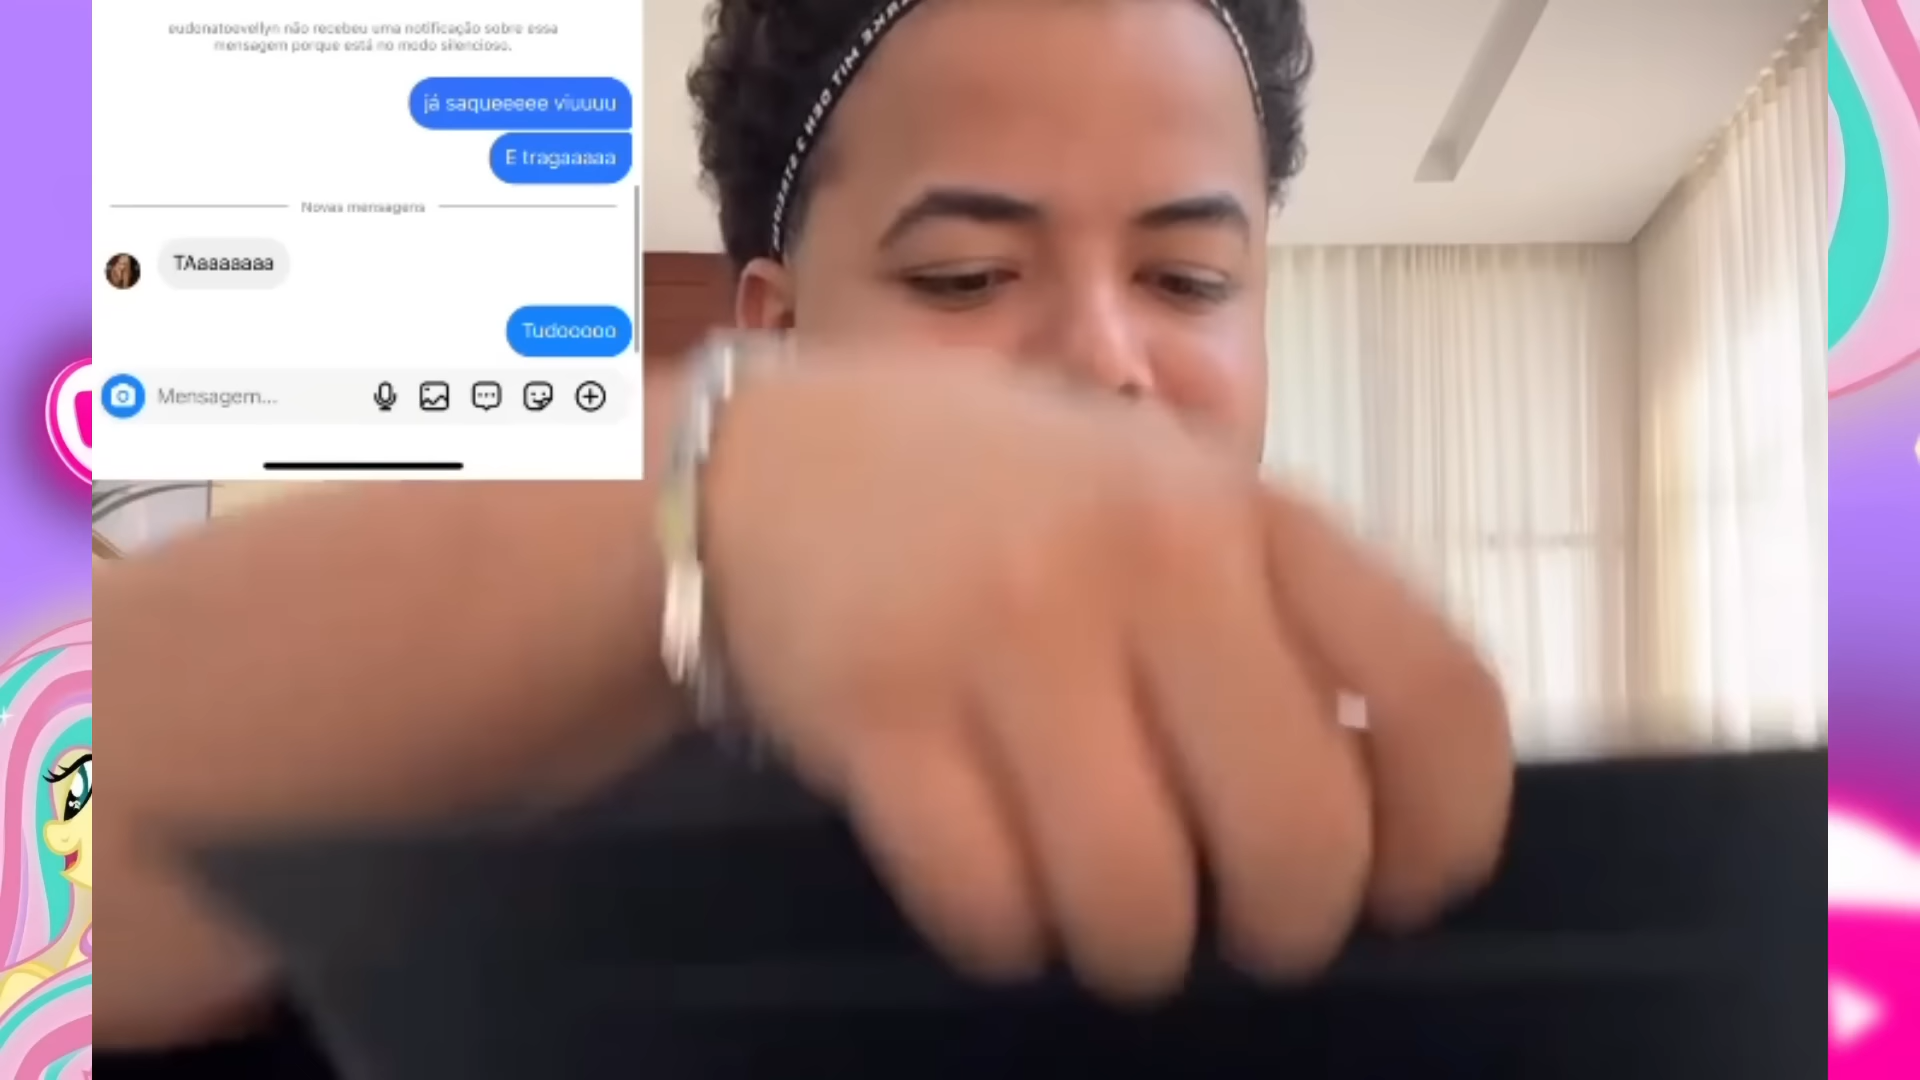 eudonatoevellyn não recebeu uma notificação sobre essa
mensagem porque está no modo silencioso.
já saqueeeee viuuuu
E tragaaaaa
Novas mensagens
TAaaaaaaa
Tudooooo
Mensagem...